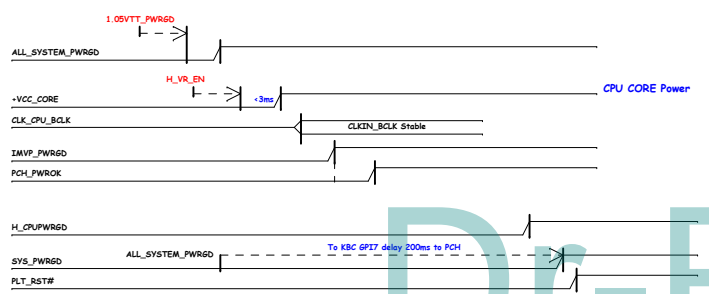 1.05VTT_PWRGD
ALL_SYSTEM_PWRGD
H_VR_EN
+VCC_CORE
<3ms
CPU CORE Power
CLK_CPU_BCLK
CLKIN_BCLK Stable
IMVP_PWRGD
PCH_PWROK
H_CPUPWRGD
ALL_SYSTEM_PWRGD
To KBC GPI7 delay 200ms to PCH
SYS_PWRGD
PLT_RST#